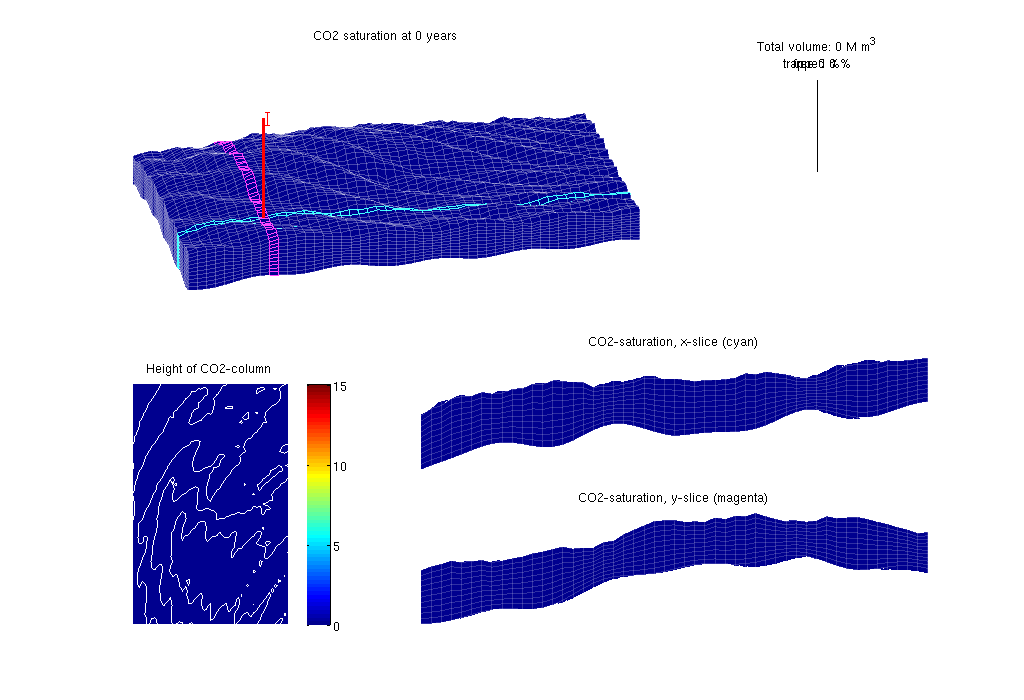 CO2 saturation at 0 years
Total volume: 0 M m³
I
Height of CO2-column
15
10
5
0
CO2-saturation, x-slice (cyan)
CO2-saturation, y-slice (magenta)